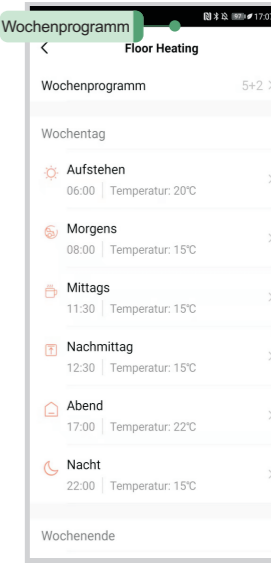 Wochenprogramm
17:07
Floor Heating
Wochenprogramm 5+2
Wochentag
Aufstehen
06:00 Temperatur: 20°C
Morgens
08:00 Temperatur: 15°C
Mittags
11:30 Temperatur: 15°C
Nachmittag
12:30 Temperatur: 15°C
Abend
17:00 Temperatur: 22°C
Nacht
22:00 Temperatur: 15°C
Wochenende